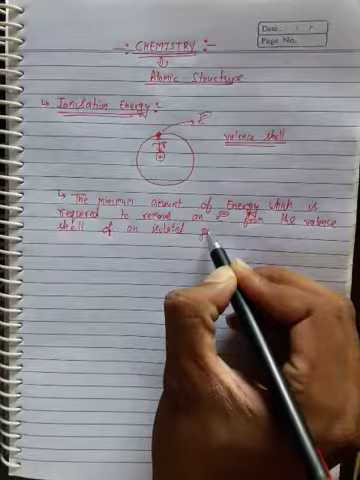 Date / /
Page No.
: CHEMISTRY :-
Atomic Structure
↳ Ionisation Energy :
e⁻
valence shell
+
↳ The minimum amount of Energy which is
required to remove an e⁻ from the valence
shell of an isolated